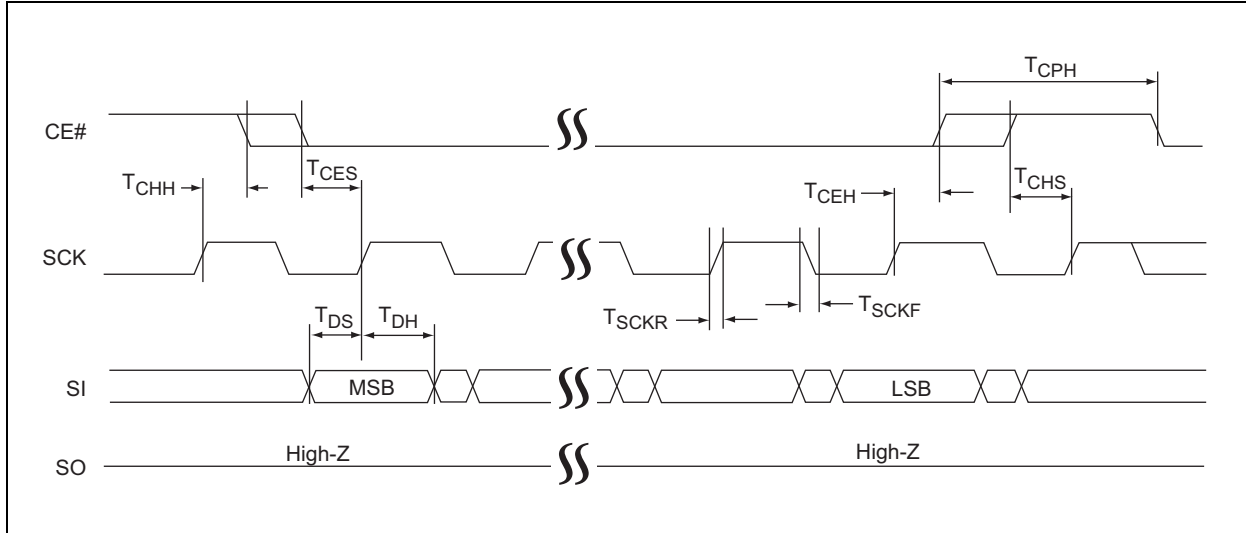 T_CPH
CE#
T_CES
T_CHH
T_CEH
T_CHS
SCK
T_DS
T_DH
T_SCKR
T_SCKF
SI
MSB
LSB
SO
High-Z
High-Z